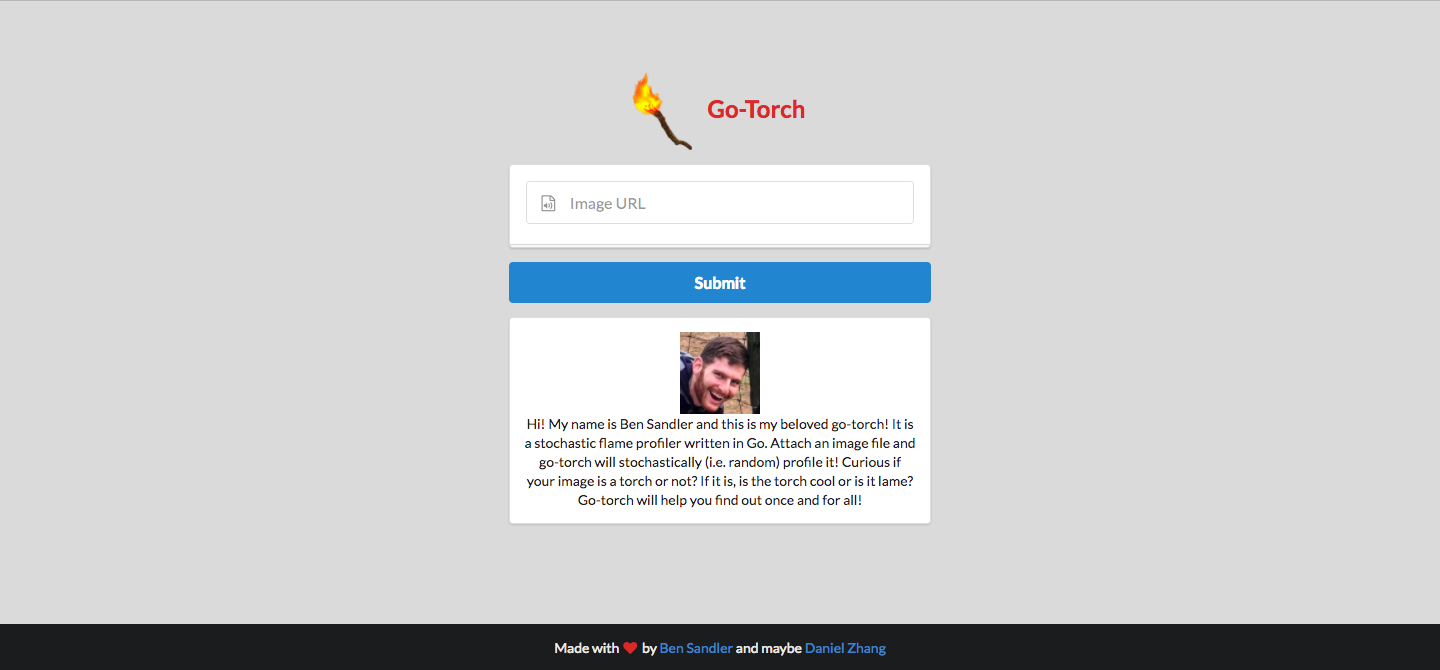 Go-Torch
Image URL
Submit
Hi! My name is Ben Sandler and this is my beloved go-torch! It is
a stochastic flame profiler written in Go. Attach an image file and
go-torch will stochastically (i.e. random) profile it! Curious if
your image is a torch or not? If it is, is the torch cool or is it lame?
Go-torch will help you find out once and for all!
Made with ❤ by Ben Sandler and maybe Daniel Zhang